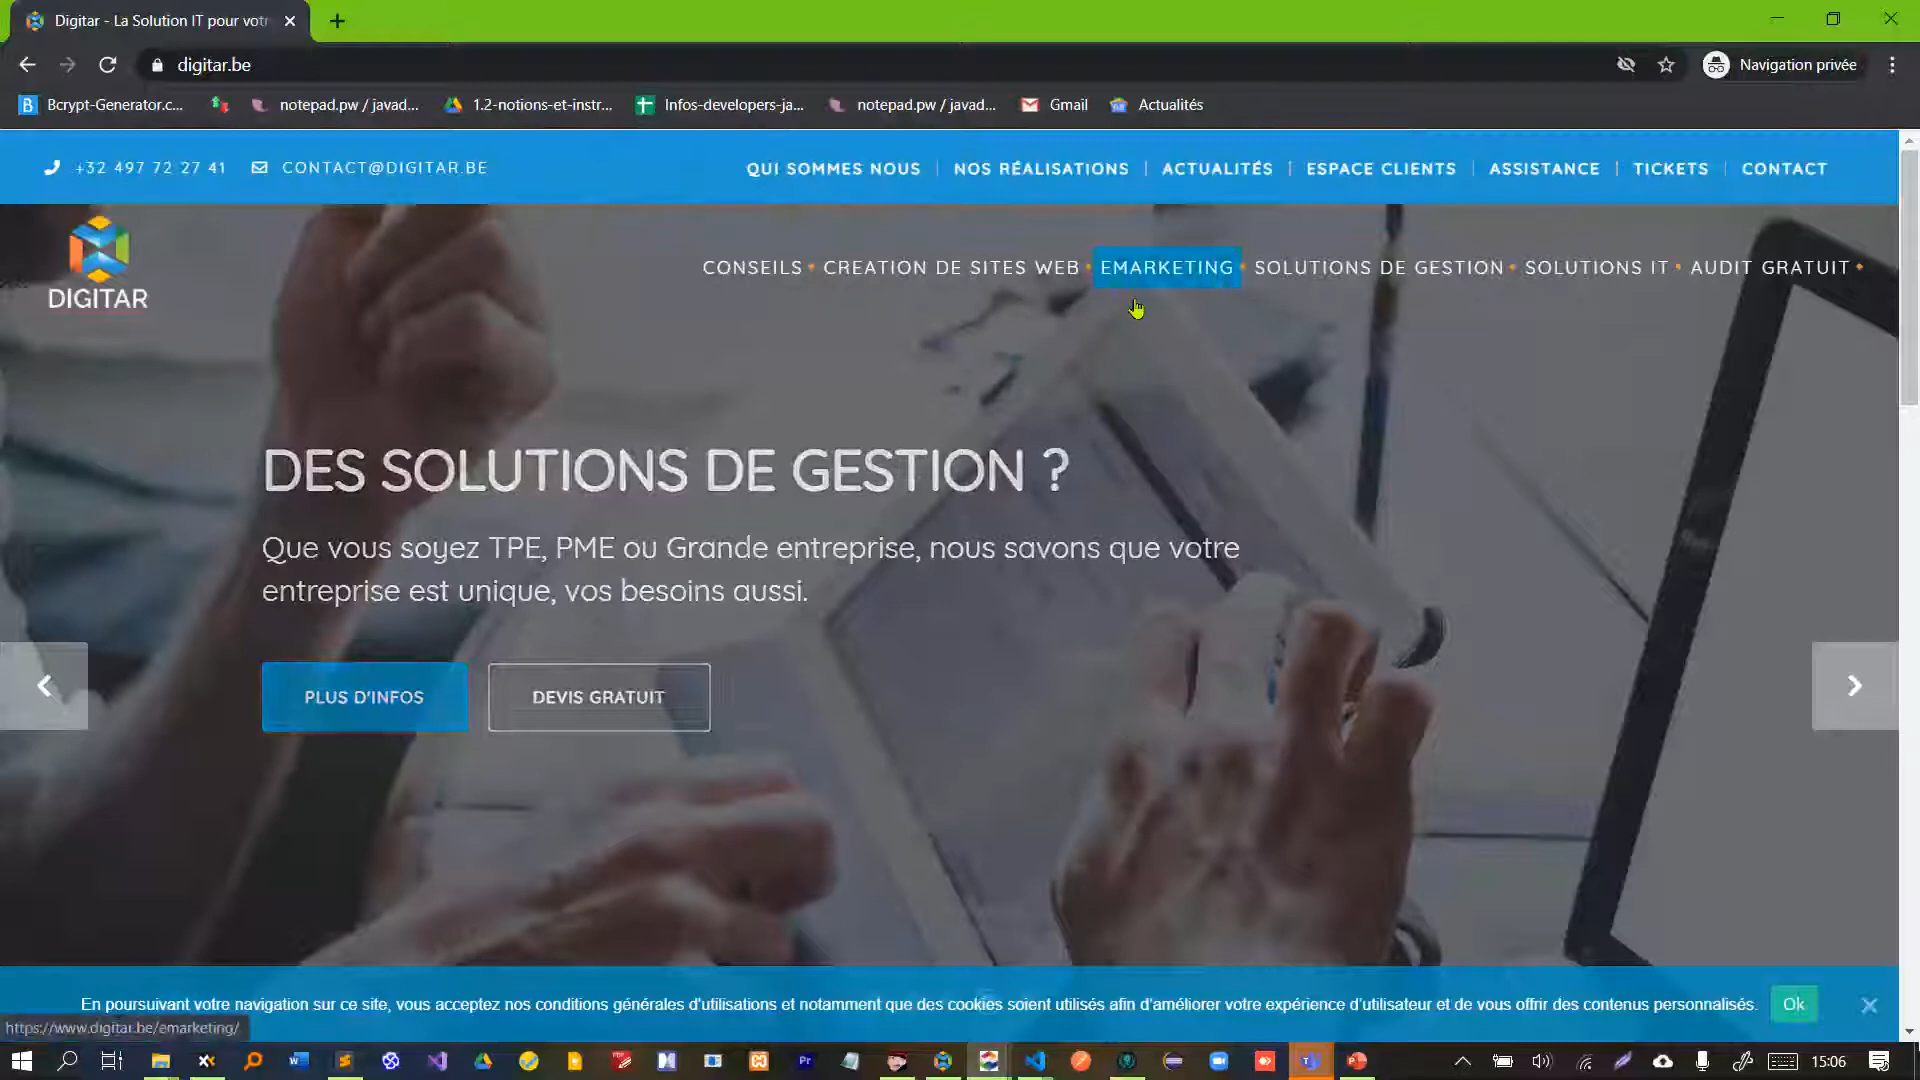 Digitar - La Solution IT pour votr
digitar.be
Navigation privée
Bcrypt-Generator.c...
notepad.pw / javad...
1.2-notions-et-instr...
Infos-developers-ja...
notepad.pw / javad...
Gmail
Actualités
+32 497 72 27 41
CONTACT@DIGITAR.BE
QUI SOMMES NOUS
NOS RÉALISATIONS
ACTUALITÉS
ESPACE CLIENTS
ASSISTANCE
TICKETS
CONTACT
DIGITAR
CONSEILS
CREATION DE SITES WEB
EMARKETING
SOLUTIONS DE GESTION
SOLUTIONS IT
AUDIT GRATUIT
DES SOLUTIONS DE GESTION ?
Que vous soyez TPE, PME ou Grande entreprise, nous savons que votre
entreprise est unique, vos besoins aussi.
PLUS D'INFOS
DEVIS GRATUIT
En poursuivant votre navigation sur ce site, vous acceptez nos conditions générales d'utilisations et notamment que des cookies soient utilisés afin d'améliorer votre expérience d'utilisateur et de vous offrir des contenus personnalisés.
Ok
https://www.digitar.be/emarketing/
15:06